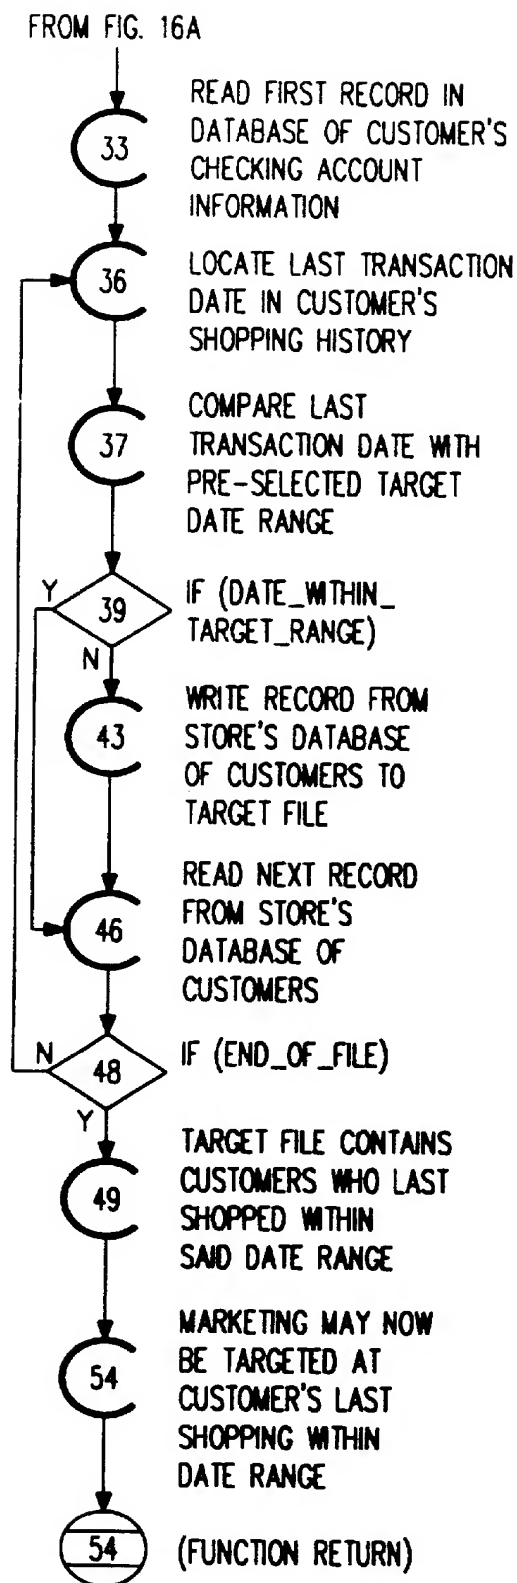 FROM FIG. 16A
33
READ FIRST RECORD IN
DATABASE OF CUSTOMER'S
CHECKING ACCOUNT
INFORMATION
36
LOCATE LAST TRANSACTION
DATE IN CUSTOMER'S
SHOPPING HISTORY
37
COMPARE LAST
TRANSACTION DATE WITH
PRE-SELECTED TARGET
DATE RANGE
Y
39
IF (DATE_WITHIN_
TARGET_RANGE)
N
43
WRITE RECORD FROM
STORE'S DATABASE
OF CUSTOMERS TO
TARGET FILE
46
READ NEXT RECORD
FROM STORE'S
DATABASE OF
CUSTOMERS
N
48
IF (END_OF_FILE)
Y
49
TARGET FILE CONTAINS
CUSTOMERS WHO LAST
SHOPPED WITHIN
SAID DATE RANGE
54
MARKETING MAY NOW
BE TARGETED AT
CUSTOMER'S LAST
SHOPPING WITHIN
DATE RANGE
54
(FUNCTION RETURN)